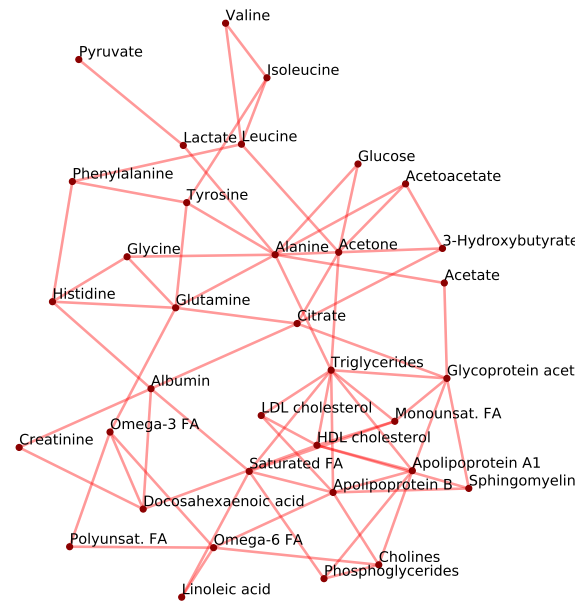 Valine
Pyruvate
Isoleucine
Lactate
Leucine
Glucose
Phenylalanine
Acetoacetate
Tyrosine
Glycine
Alanine
Acetone
3-Hydroxybutyrate
Acetate
Histidine
Glutamine
Citrate
Triglycerides
Glycoprotein acet
Albumin
LDL cholesterol
Monounsat. FA
Omega-3 FA
Creatinine
HDL cholesterol
Saturated FA
Apolipoprotein A1
Apolipoprotein B
Sphingomyelin
Docosahexaenoic acid
Polyunsat. FA
Omega-6 FA
Cholines
Phosphoglycerides
Linoleic acid